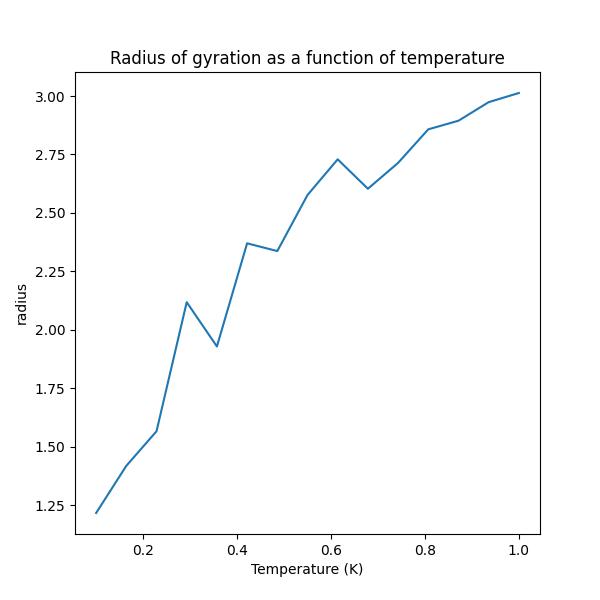 Radius of gyration as a function of temperature
3.00
2.75
2.50
2.25
2.00
1.75
1.50
1.25
radius
0.2 0.4 0.6 0.8 1.0
Temperature (K)